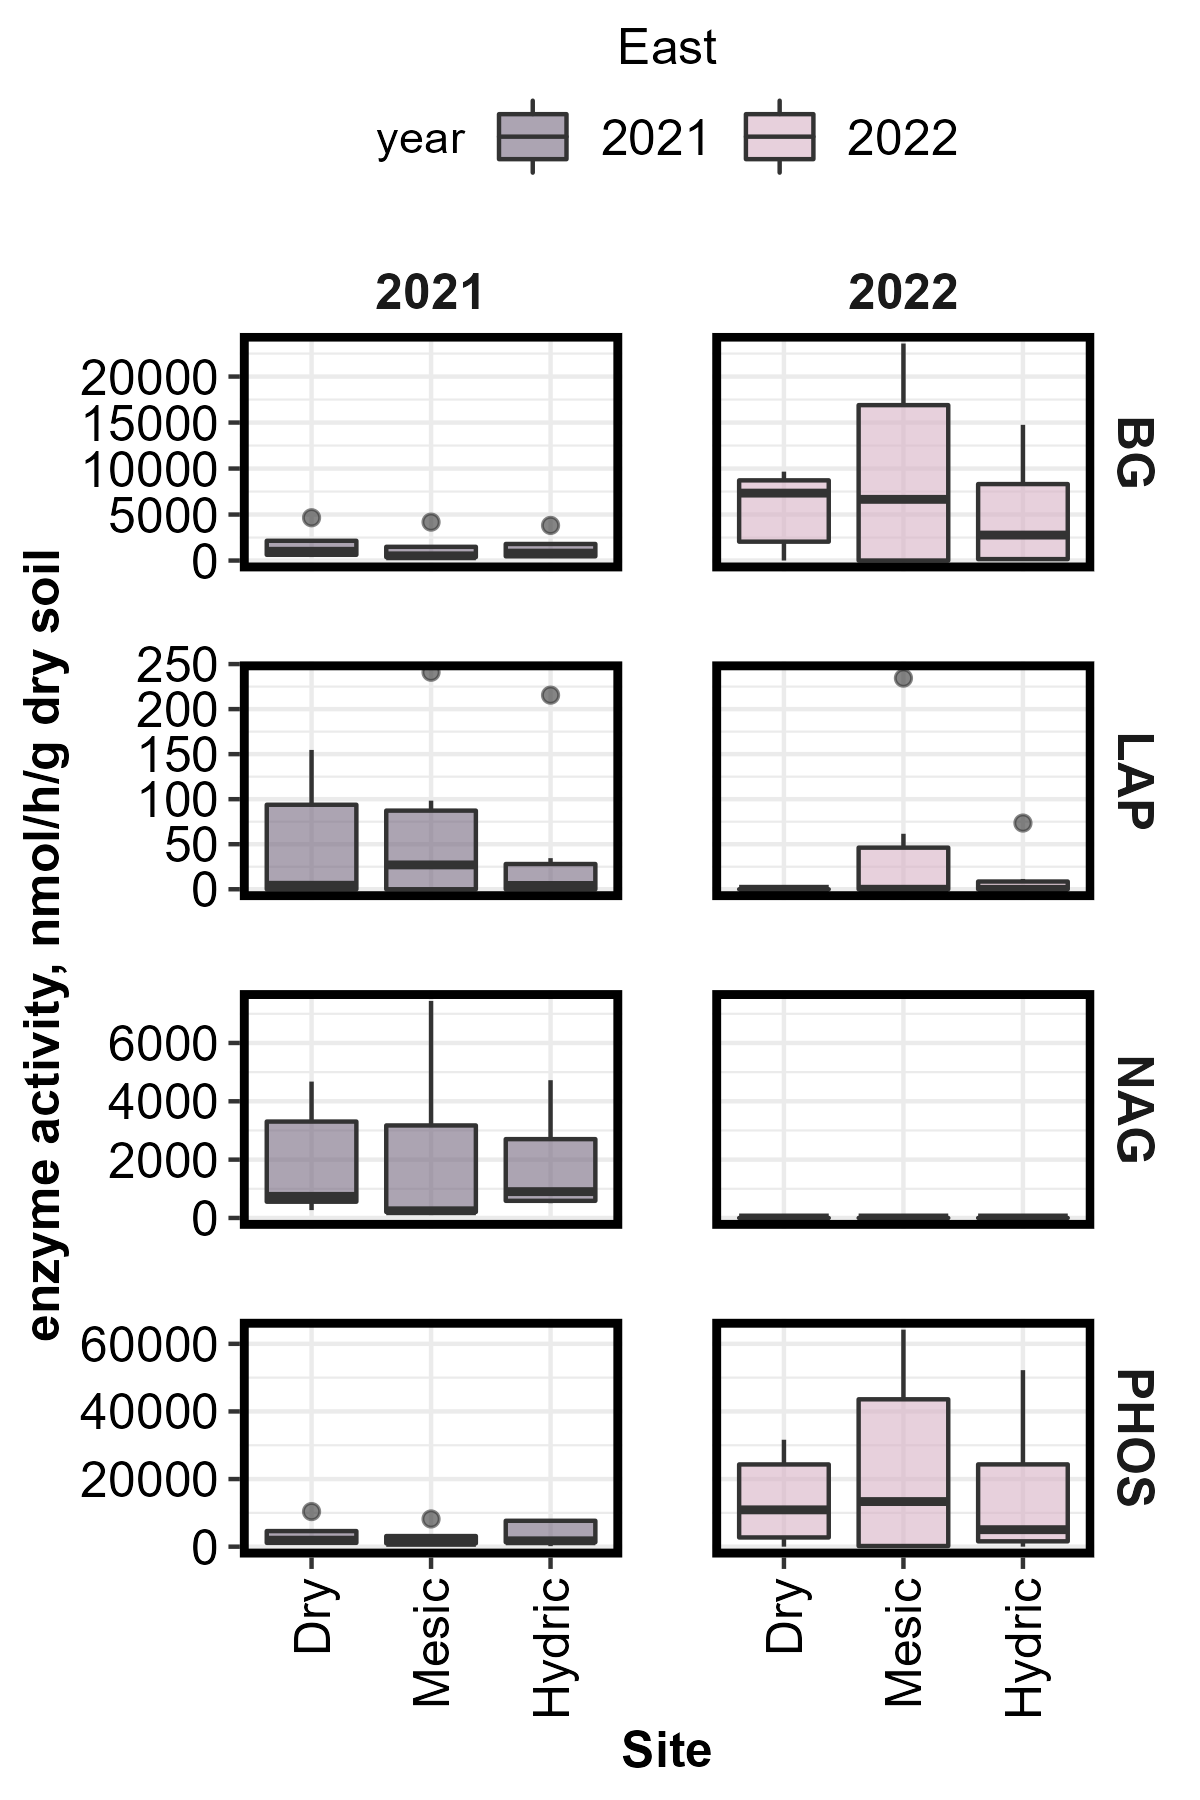 East
year 2021 2022
2021 2022
20000
15000
10000
5000
0
BG
250
200
150
100
50
0
LAP
6000
4000
2000
0
NAG
60000
40000
20000
0
PHOS
enzyme activity, nmol/h/g dry soil
Dry Mesic Hydric Dry Mesic Hydric
Site